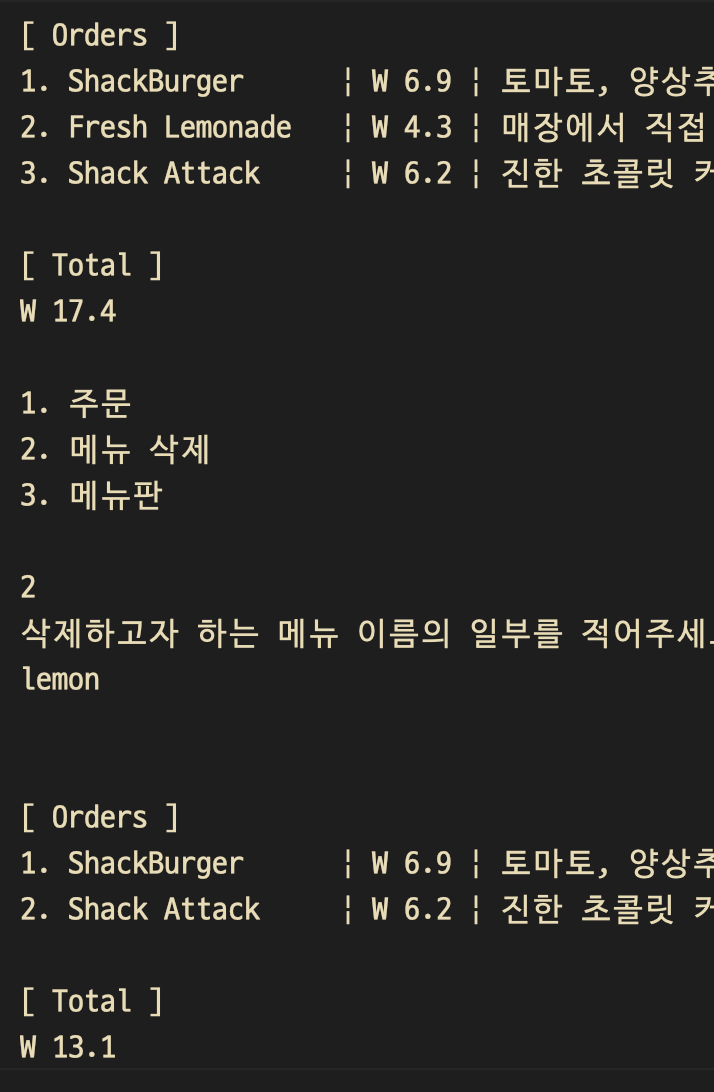 [ Orders ]
1. ShackBurger ¦ W 6.9 ¦ 토마토, 양상추
2. Fresh Lemonade ¦ W 4.3 ¦ 매장에서 직접
3. Shack Attack ¦ W 6.2 ¦ 진한 초콜릿
[ Total ]
W 17.4
1. 주문
2. 메뉴 삭제
3. 메뉴판
2
삭제하고자 하는 메뉴 이름의 일부를 적어주세요
lemon
[ Orders ]
1. ShackBurger ¦ W 6.9 ¦ 토마토, 양상추
2. Shack Attack ¦ W 6.2 ¦ 진한 초콜릿
[ Total ]
W 13.1